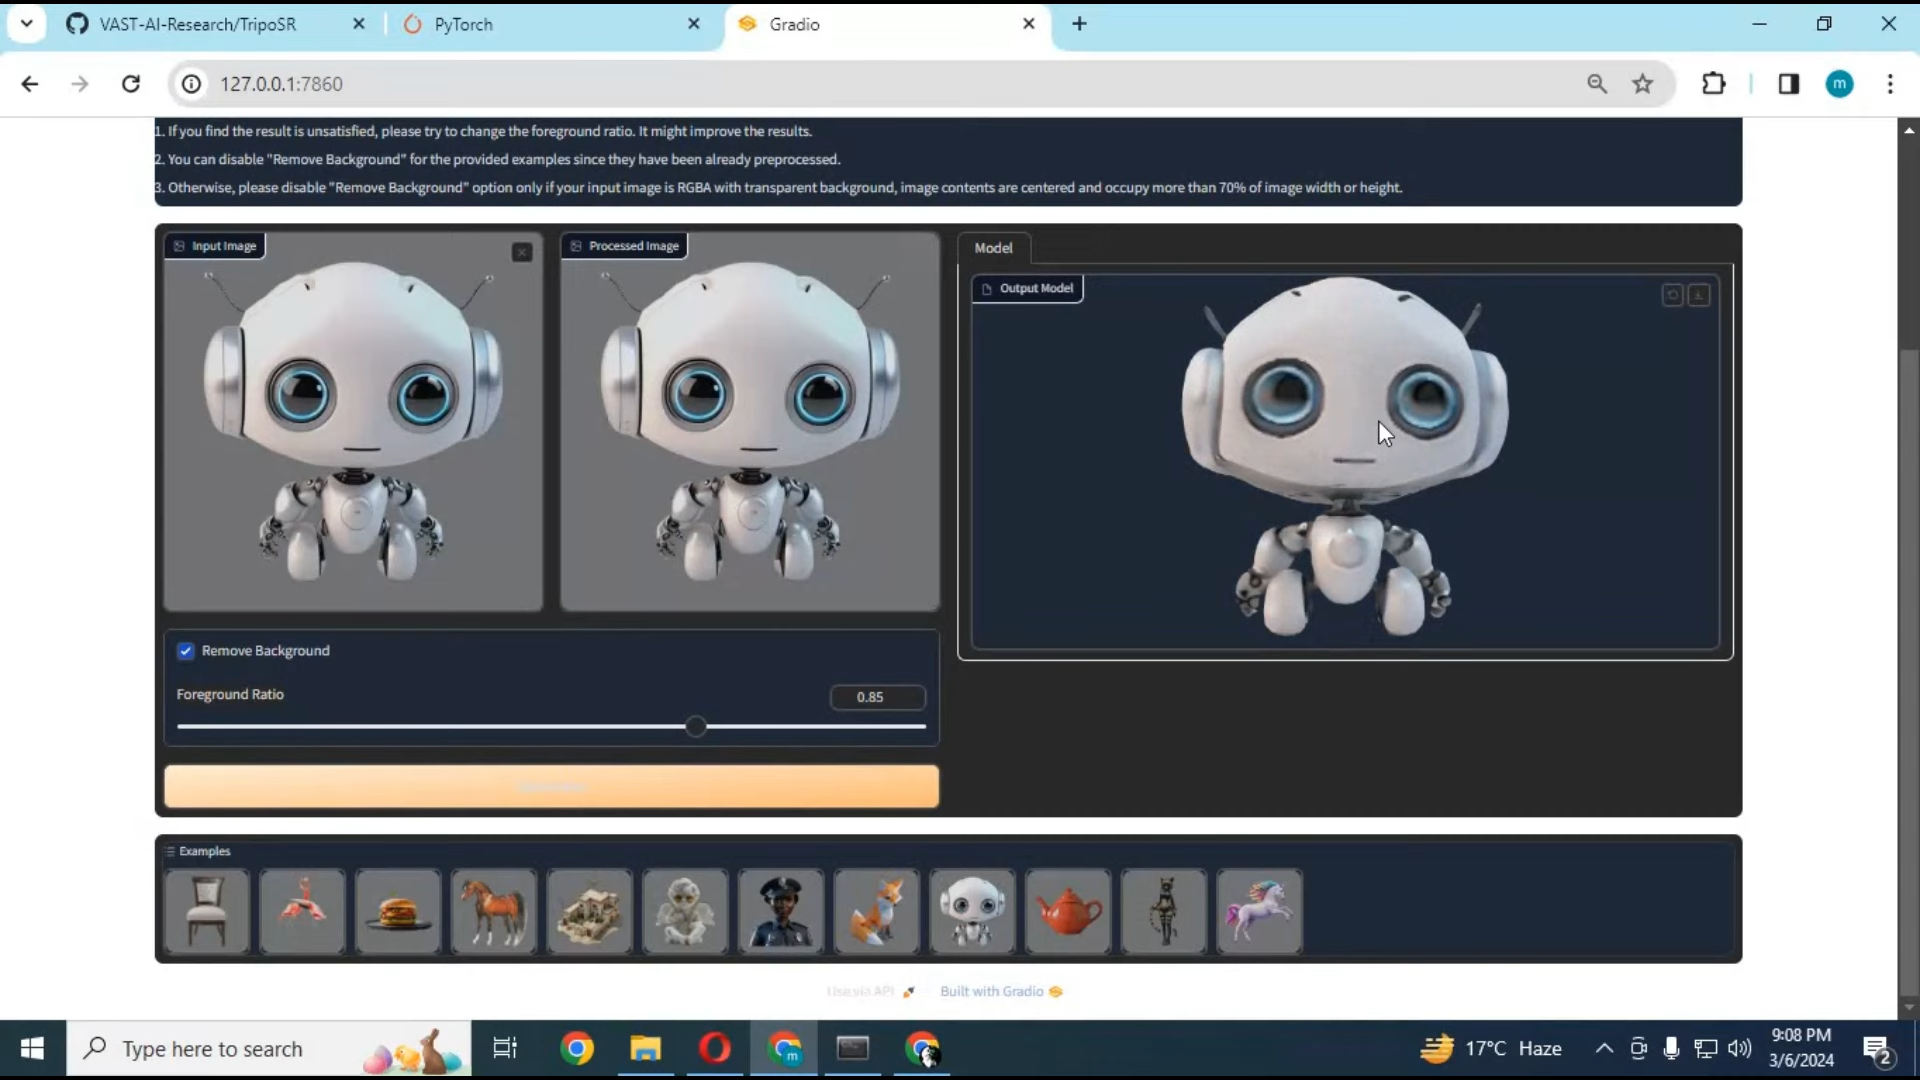 VAST-AI-Research/TripoSR
PyTorch
Gradio
127.0.0.1:7860
m
1. If you find the result is unsatisfied, please try to change the foreground ratio. It might improve the results.
2. You can disable "Remove Background" for the provided examples since they have been already preprocessed.
3. Otherwise, please disable "Remove Background" option only if your input image is RGBA with transparent background, image contents are centered and occupy more than 70% of image width or height.
Input Image
Processed Image
Model
Output Model
Remove Background
Foreground Ratio
0.85
Examples
Use via API
Built with Gradio
Type here to search
m
17°C Haze
9:08 PM
3/6/2024
2